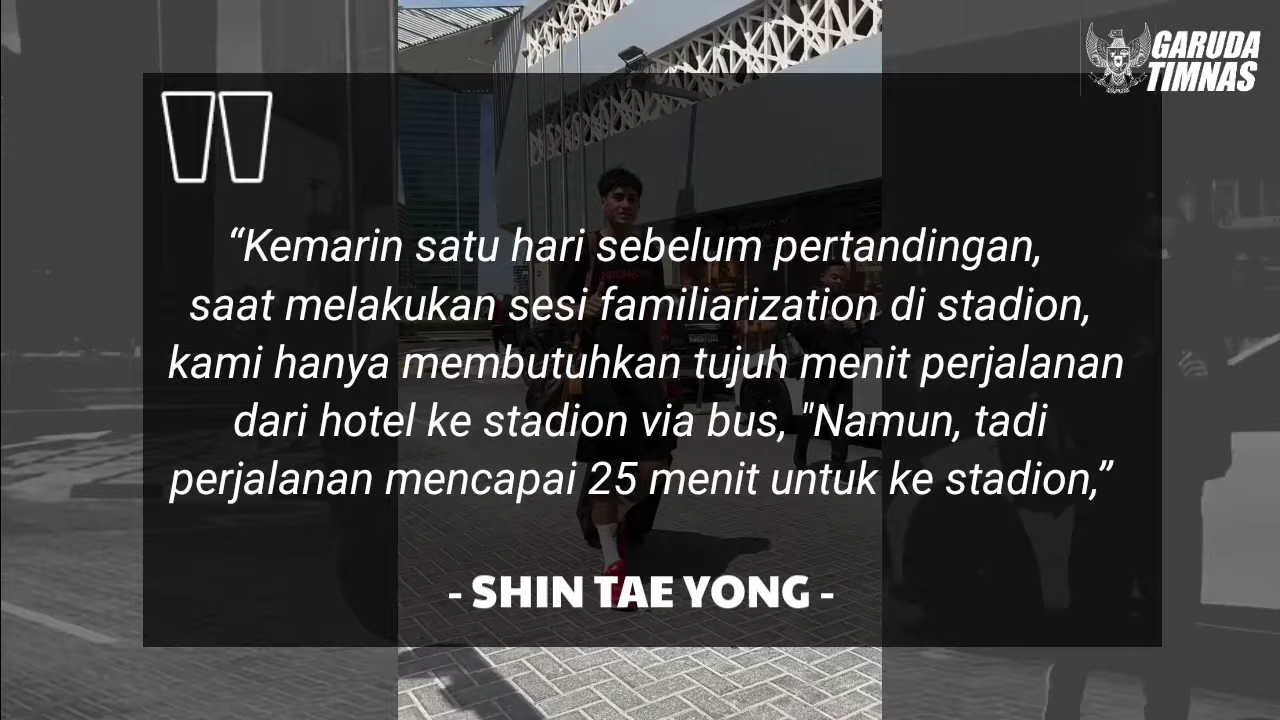 GARUDA
TIMNAS
“Kemarin satu hari sebelum pertandingan,
saat melakukan sesi familiarization di stadion,
kami hanya membutuhkan tujuh menit perjalanan
dari hotel ke stadion via bus, "Namun, tadi
perjalanan mencapai 25 menit untuk ke stadion,”
- SHIN TAE YONG -